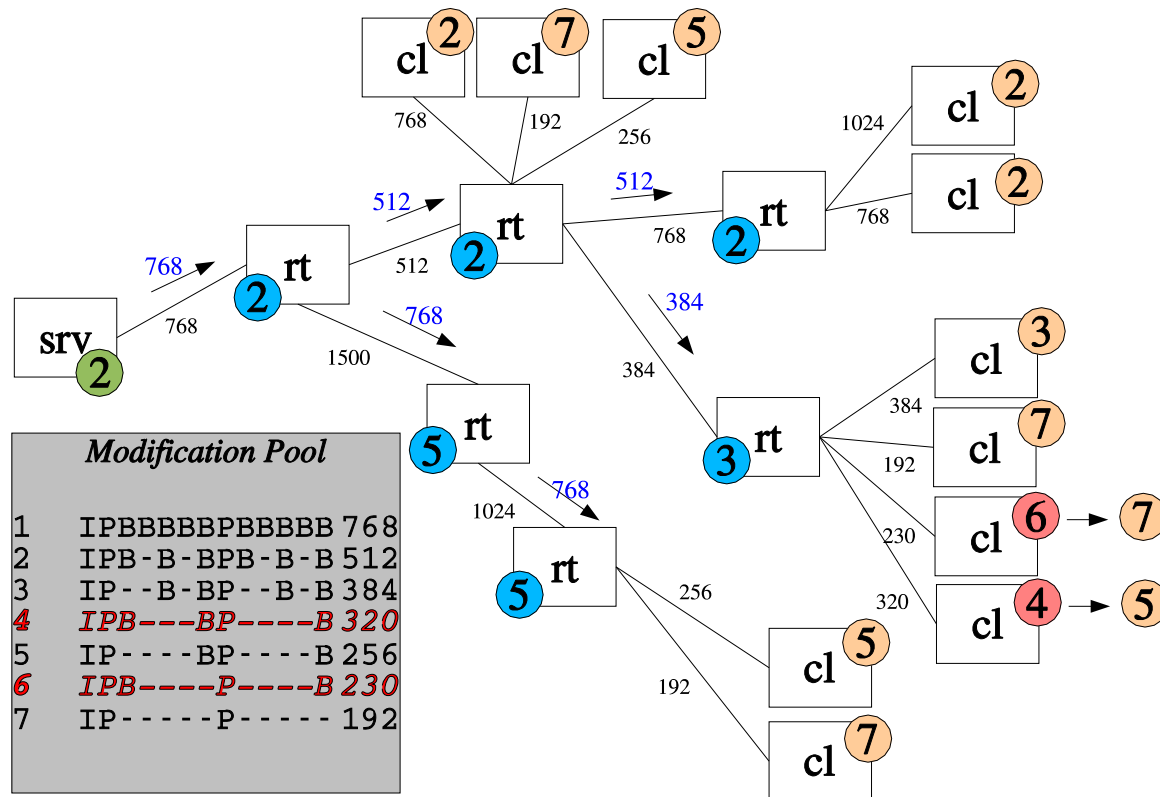 cl 2
cl 7
cl 5
cl 2
cl 2
768
192
256
1024
768
512
512
rt 2
rt 2
768
rt 2
512
768
768
srv 2
768
1500
384
384
cl 3
384
rt 5
rt 3
cl 7
192
768
1024
cl 6 7
230
rt 5
cl 4 5
320
256
cl 5
192
cl 7
Modification Pool
1 IPBBBBBPBBBBB 768
2 IPB-B-BPB-B-B 512
3 IP--B-BP--B-B 384
4 IPB---BP----B 320
5 IP----BP----B 256
6 IPB----P----B 230
7 IP-----P----- 192